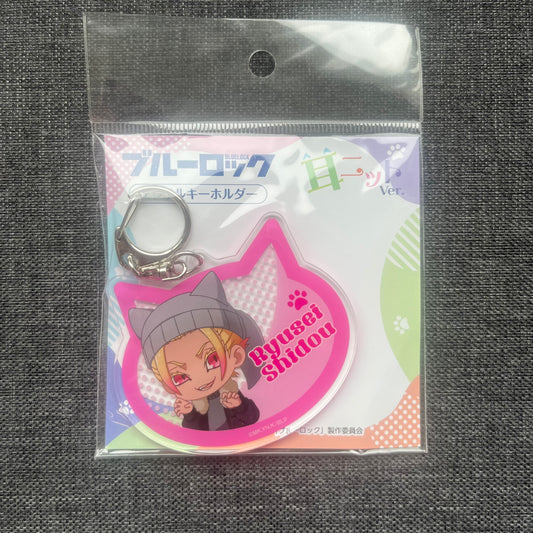 ブルーロック
BLUELOCK
ルキーホルダー
耳ニット
Ver.
Ryusei
Shidou
「ブルーロック」製作委員会